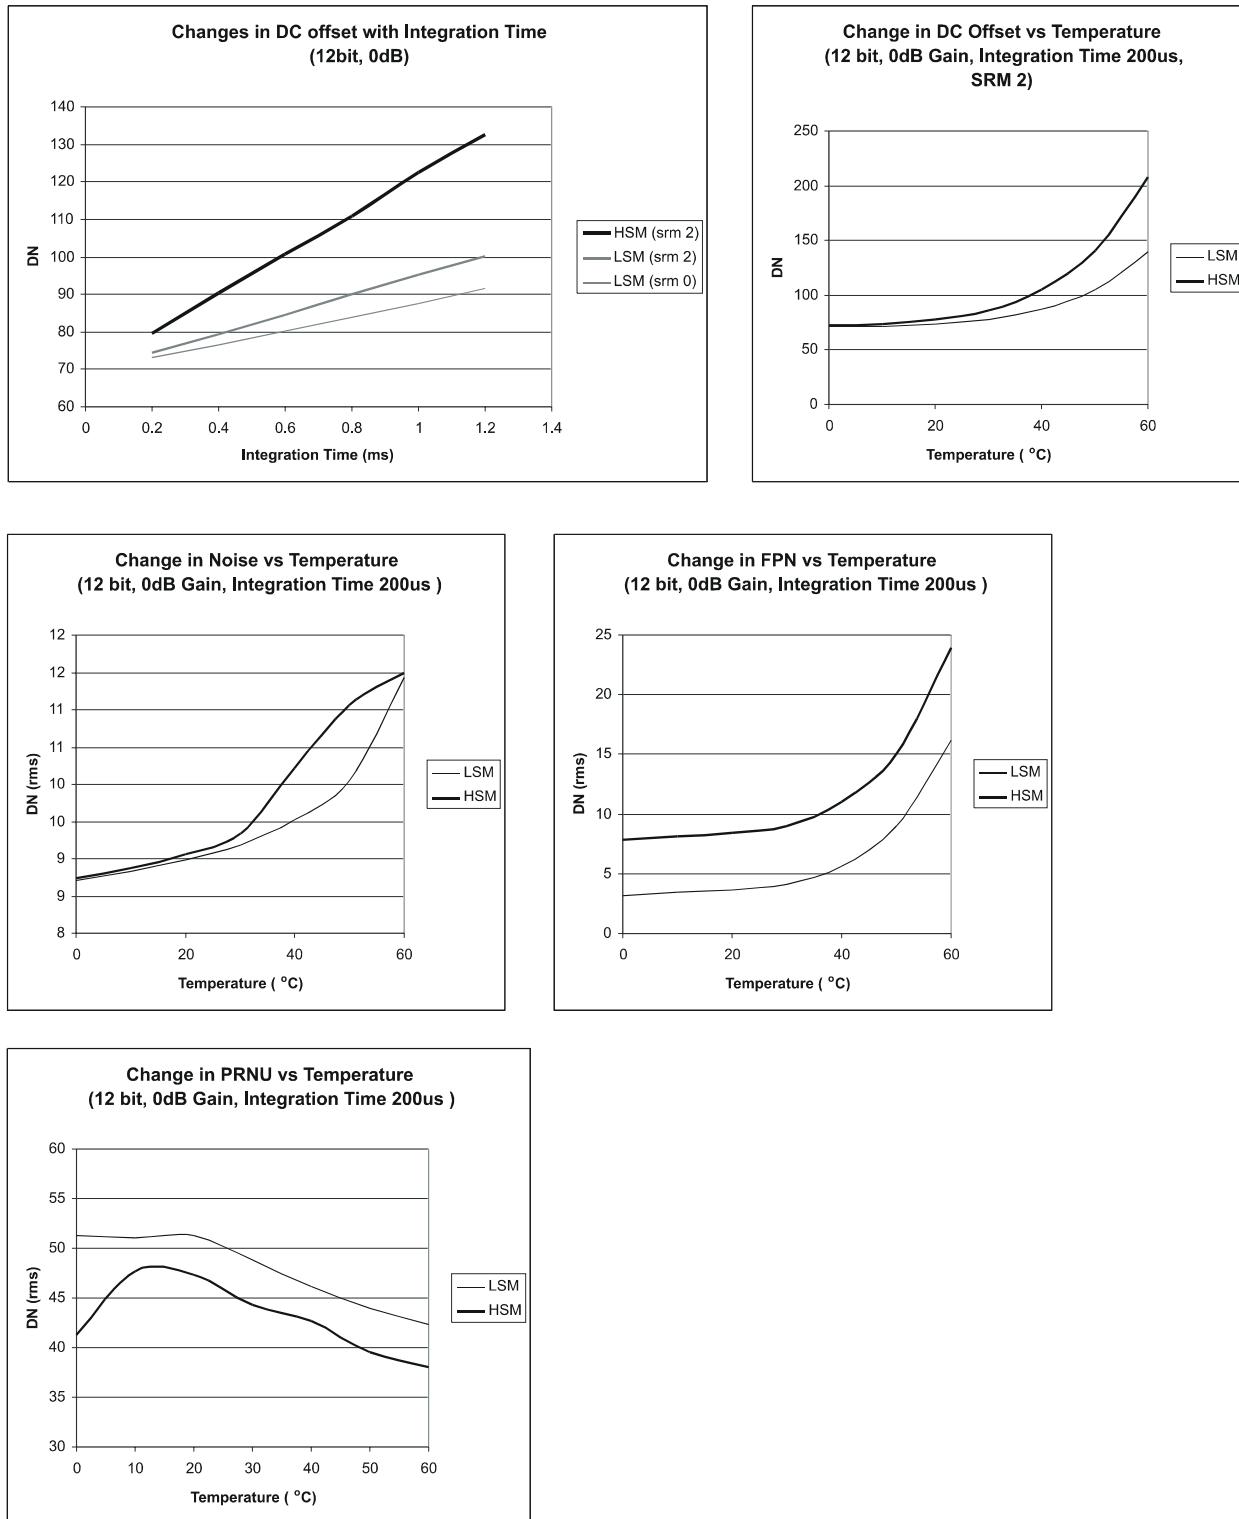 Changes in DC offset with Integration Time
(12bit, 0dB)
DN
140
130
120
110
100
90
80
70
60
0 0.2 0.4 0.6 0.8 1 1.2 1.4
Integration Time (ms)
HSM (srm 2)
LSM (srm 2)
LSM (srm 0)
Change in DC Offset vs Temperature
(12 bit, 0dB Gain, Integration Time 200us,
SRM 2)
DN
250
200
150
100
50
0
0 20 40 60
Temperature ( °C)
LSM
HSM
Change in Noise vs Temperature
(12 bit, 0dB Gain, Integration Time 200us )
DN (rms)
12
12
11
11
10
10
9
9
8
0 20 40 60
Temperature ( °C)
LSM
HSM
Change in FPN vs Temperature
(12 bit, 0dB Gain, Integration Time 200us )
DN (rms)
25
20
15
10
5
0
0 20 40 60
Temperature ( °C)
LSM
HSM
Change in PRNU vs Temperature
(12 bit, 0dB Gain, Integration Time 200us )
DN (rms)
60
55
50
45
40
35
30
0 10 20 30 40 50 60
Temperature ( °C)
LSM
HSM